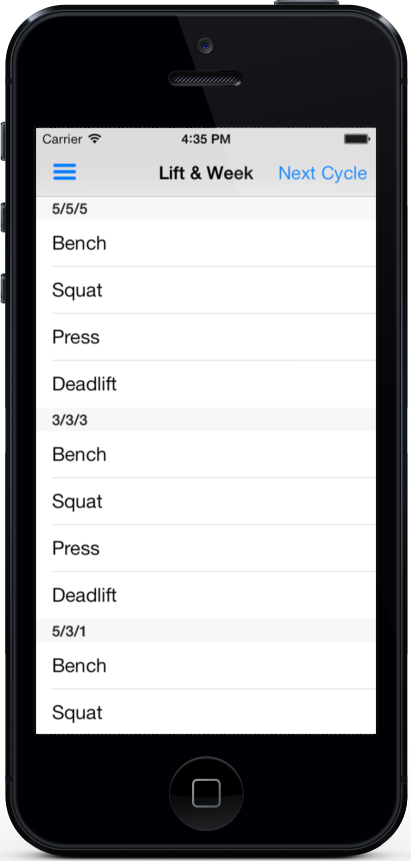 Carrier 4:35 PM
Lift & Week Next Cycle
5/5/5
Bench
Squat
Press
Deadlift
3/3/3
Bench
Squat
Press
Deadlift
5/3/1
Bench
Squat